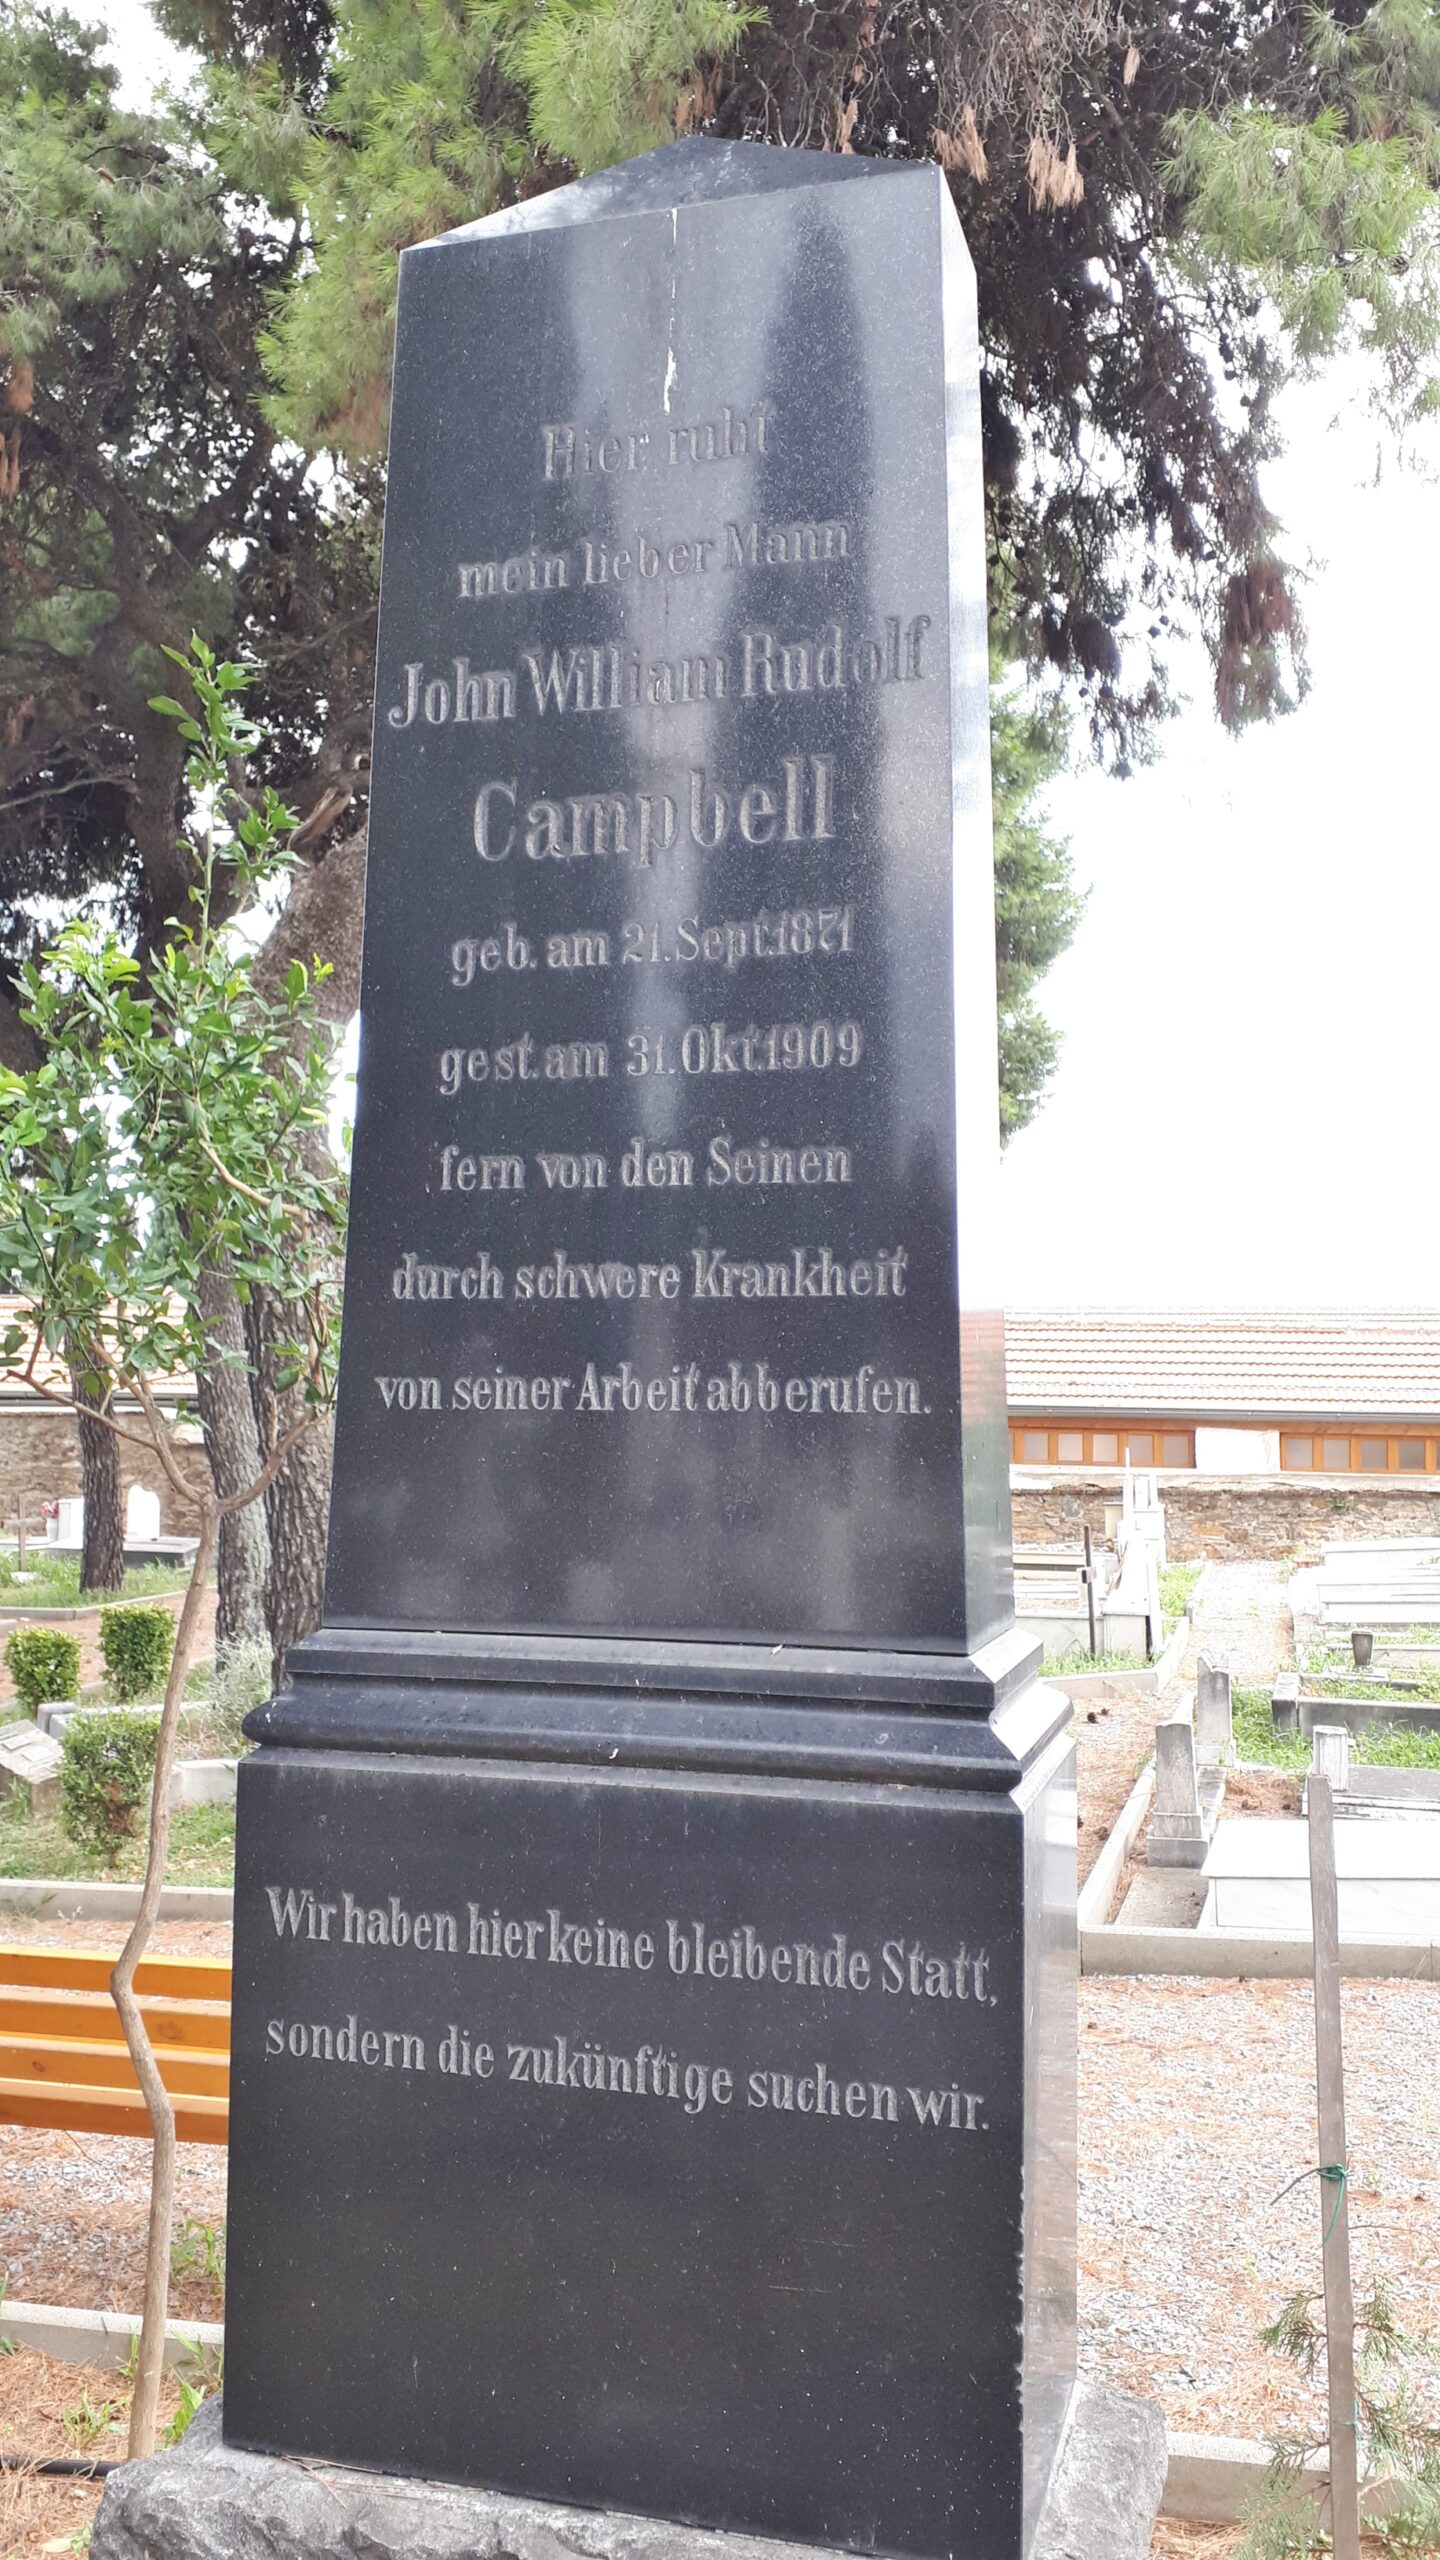 Hier ruht
mein lieber Mann
John William Rudolf
Campbell
geb. am 21. Sept. 1871
gest. am 31. Okt. 1909
fern von den Seinen
durch schwere Krankheit
von seiner Arbeit abberufen.
Wir haben hier keine bleibende Statt,
sondern die zukünftige suchen wir.